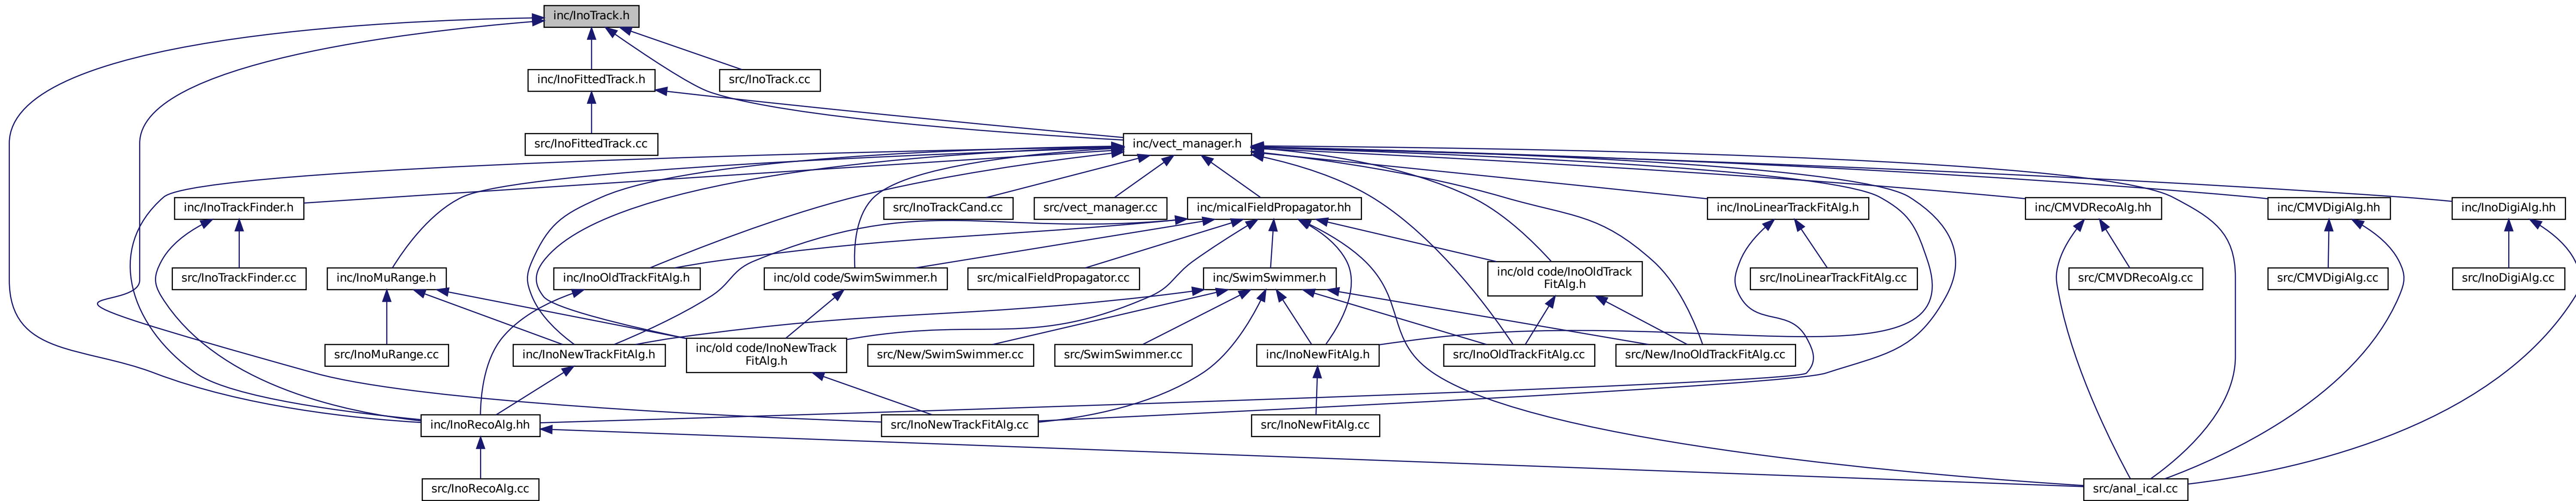 inc/InoTrack.h
inc/InoFittedTrack.h
src/InoTrack.cc
src/InoFittedTrack.cc
inc/vect_manager.h
inc/InoTrackFinder.h
src/InoTrackCand.cc
src/vect_manager.cc
inc/micalFieldPropagator.hh
inc/InoLinearTrackFitAlg.h
inc/CMVDRecoAlg.hh
inc/CMVDigiAlg.hh
inc/InoDigiAlg.hh
src/InoTrackFinder.cc
inc/InoMuRange.h
inc/InoOldTrackFitAlg.h
inc/old code/SwimSwimmer.h
src/micalFieldPropagator.cc
inc/SwimSwimmer.h
inc/old code/InoOldTrack
FitAlg.h
src/InoLinearTrackFitAlg.cc
src/CMVDRecoAlg.cc
src/CMVDigiAlg.cc
src/InoDigiAlg.cc
src/InoMuRange.cc
inc/InoNewTrackFitAlg.h
inc/old code/InoNewTrack
FitAlg.h
src/New/SwimSwimmer.cc
src/SwimSwimmer.cc
inc/InoNewFitAlg.h
src/InoOldTrackFitAlg.cc
src/New/InoOldTrackFitAlg.cc
inc/InoRecoAlg.hh
src/InoNewTrackFitAlg.cc
src/InoNewFitAlg.cc
src/InoRecoAlg.cc
src/anal_ical.cc